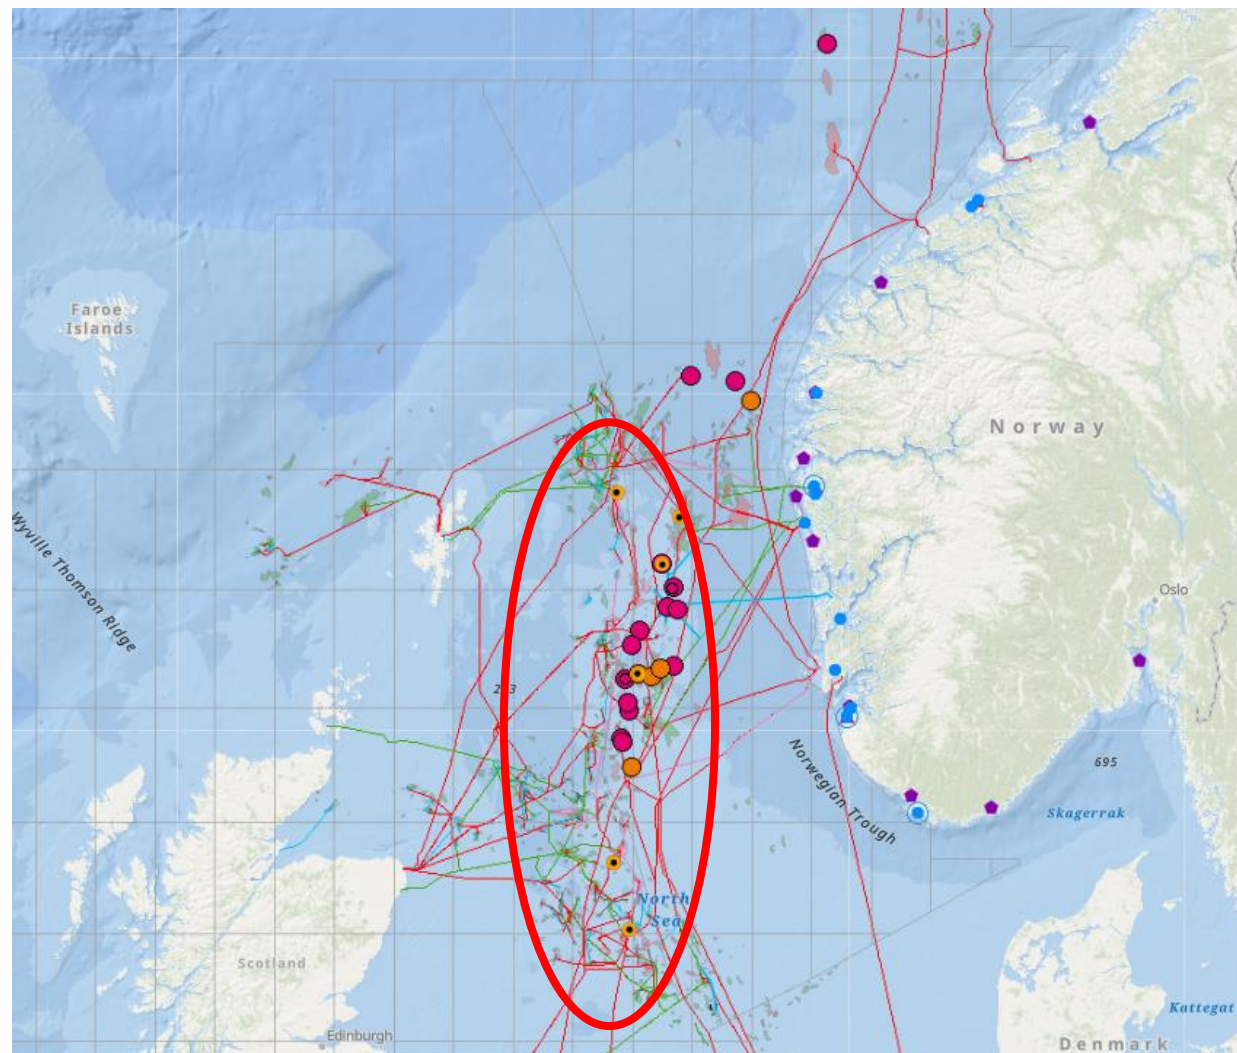 Faroe
Islands
Norway
Wyville Thomson Ridge
Oslo
Norwegian Trough
695
Skagerrak
North
Sea
Scotland
Edinburgh
Kattegat
Denmark